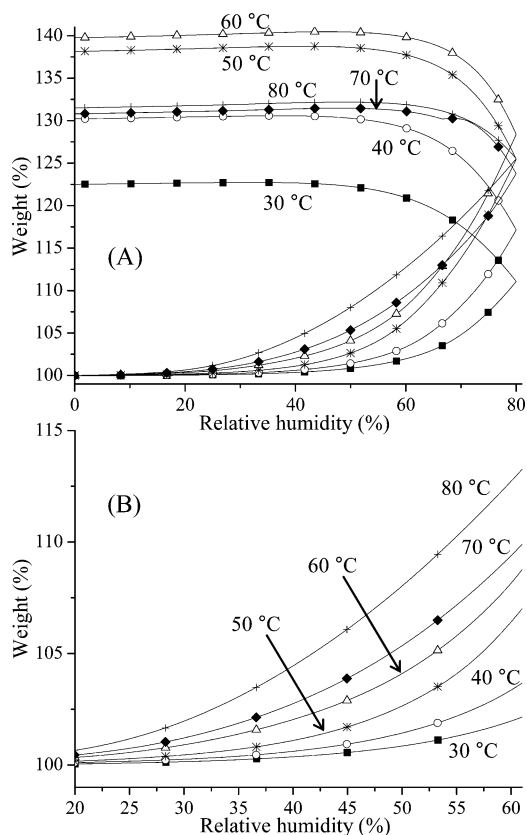 60 °C
140
50 °C
135
80 °C
70 °C
130
40 °C
125
30 °C
120
115
(A)
110
105
100
Weight (%)
0 20 40 60 80
Relative humidity (%)
115
(B)
80 °C
70 °C
110
60 °C
50 °C
105
40 °C
100
30 °C
Weight (%)
20 25 30 35 40 45 50 55 60
Relative humidity (%)